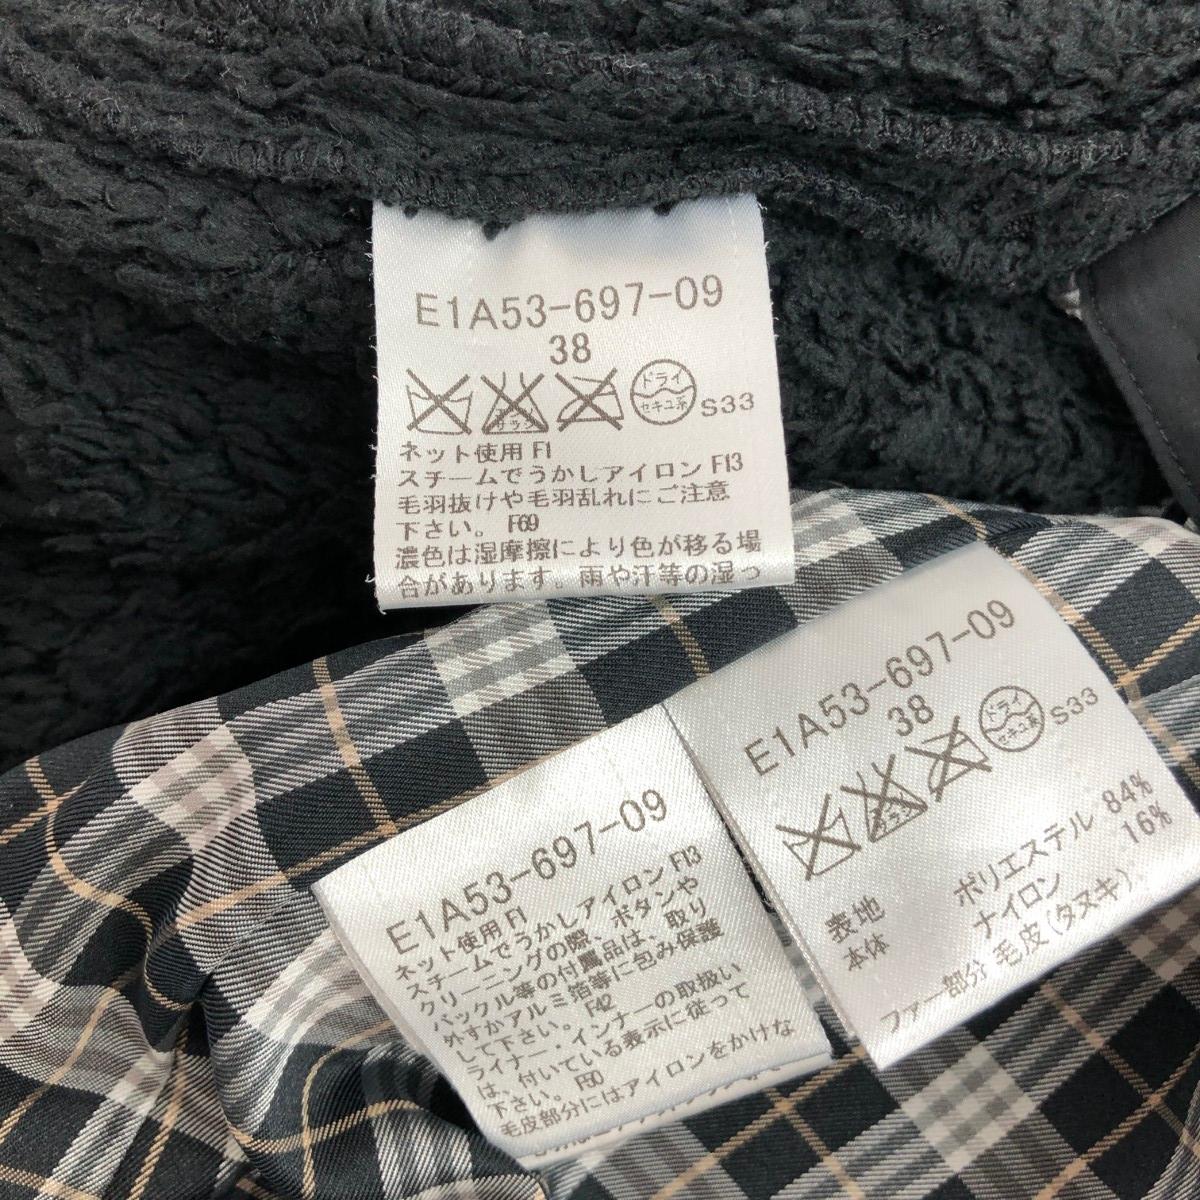 E1A53-697-09
38
ドライ
セキユ系
S33
ネット使用 F1
スチームでうかしアイロン F13
毛羽抜けや毛羽乱れにご注意
下さい。 F69
濃色は湿摩擦により色が移る場
合があります。雨や汗等の湿っ
E1A53-697-09
ネット使用 F1
スチームでうかしアイロン F13
クリーニングの際、ボタンや
バックル等の付属品は、取り
外すかアルミ箔等に包み保護
して下さい。 F42
ライナー・インナーの取扱い
は、付いている表示に従って
下さい。 F50
毛皮部分にはアイロンをかけな
E1A53-697-09
38
ドライ
S33
表地 ポリエステル 84%
本体 ナイロン 16%
ファー部分 毛皮(タヌキ)